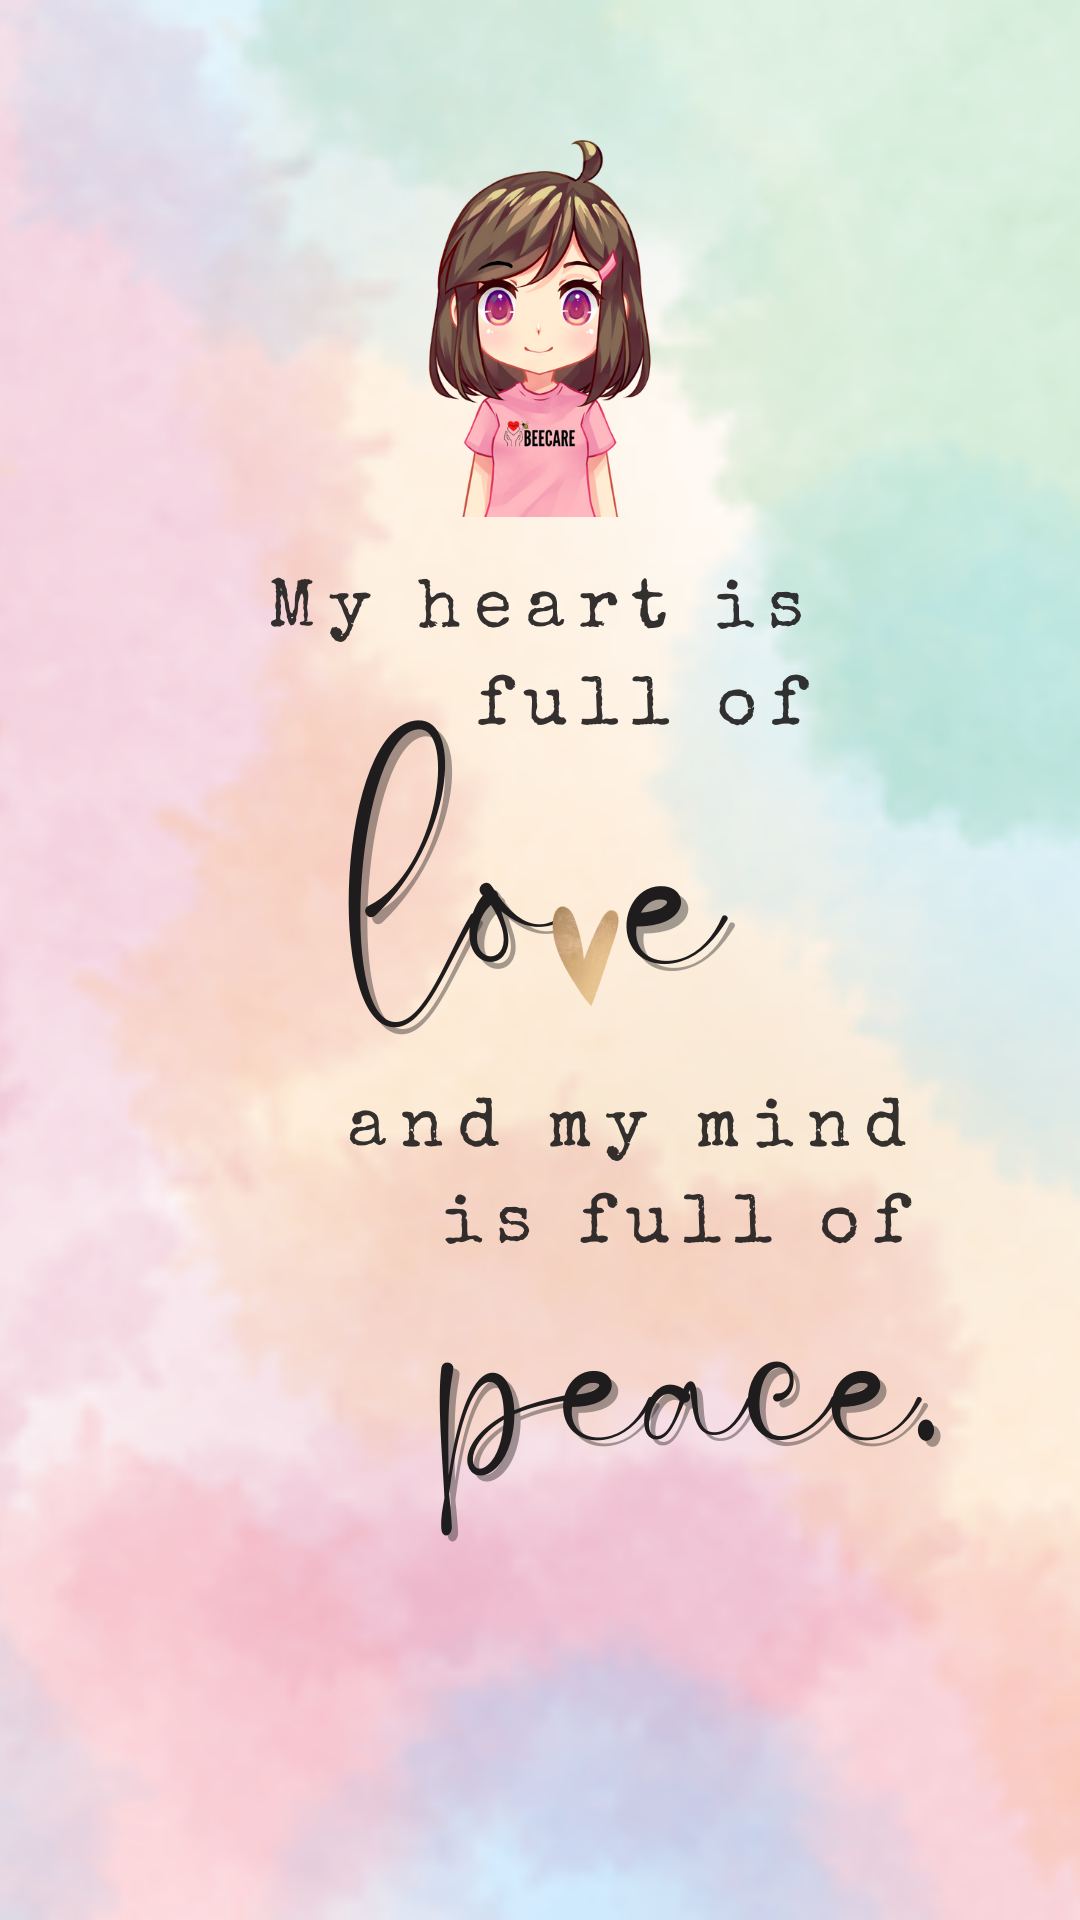 BEECARE
My heart is
full of
love
and my mind
is full of
peace.